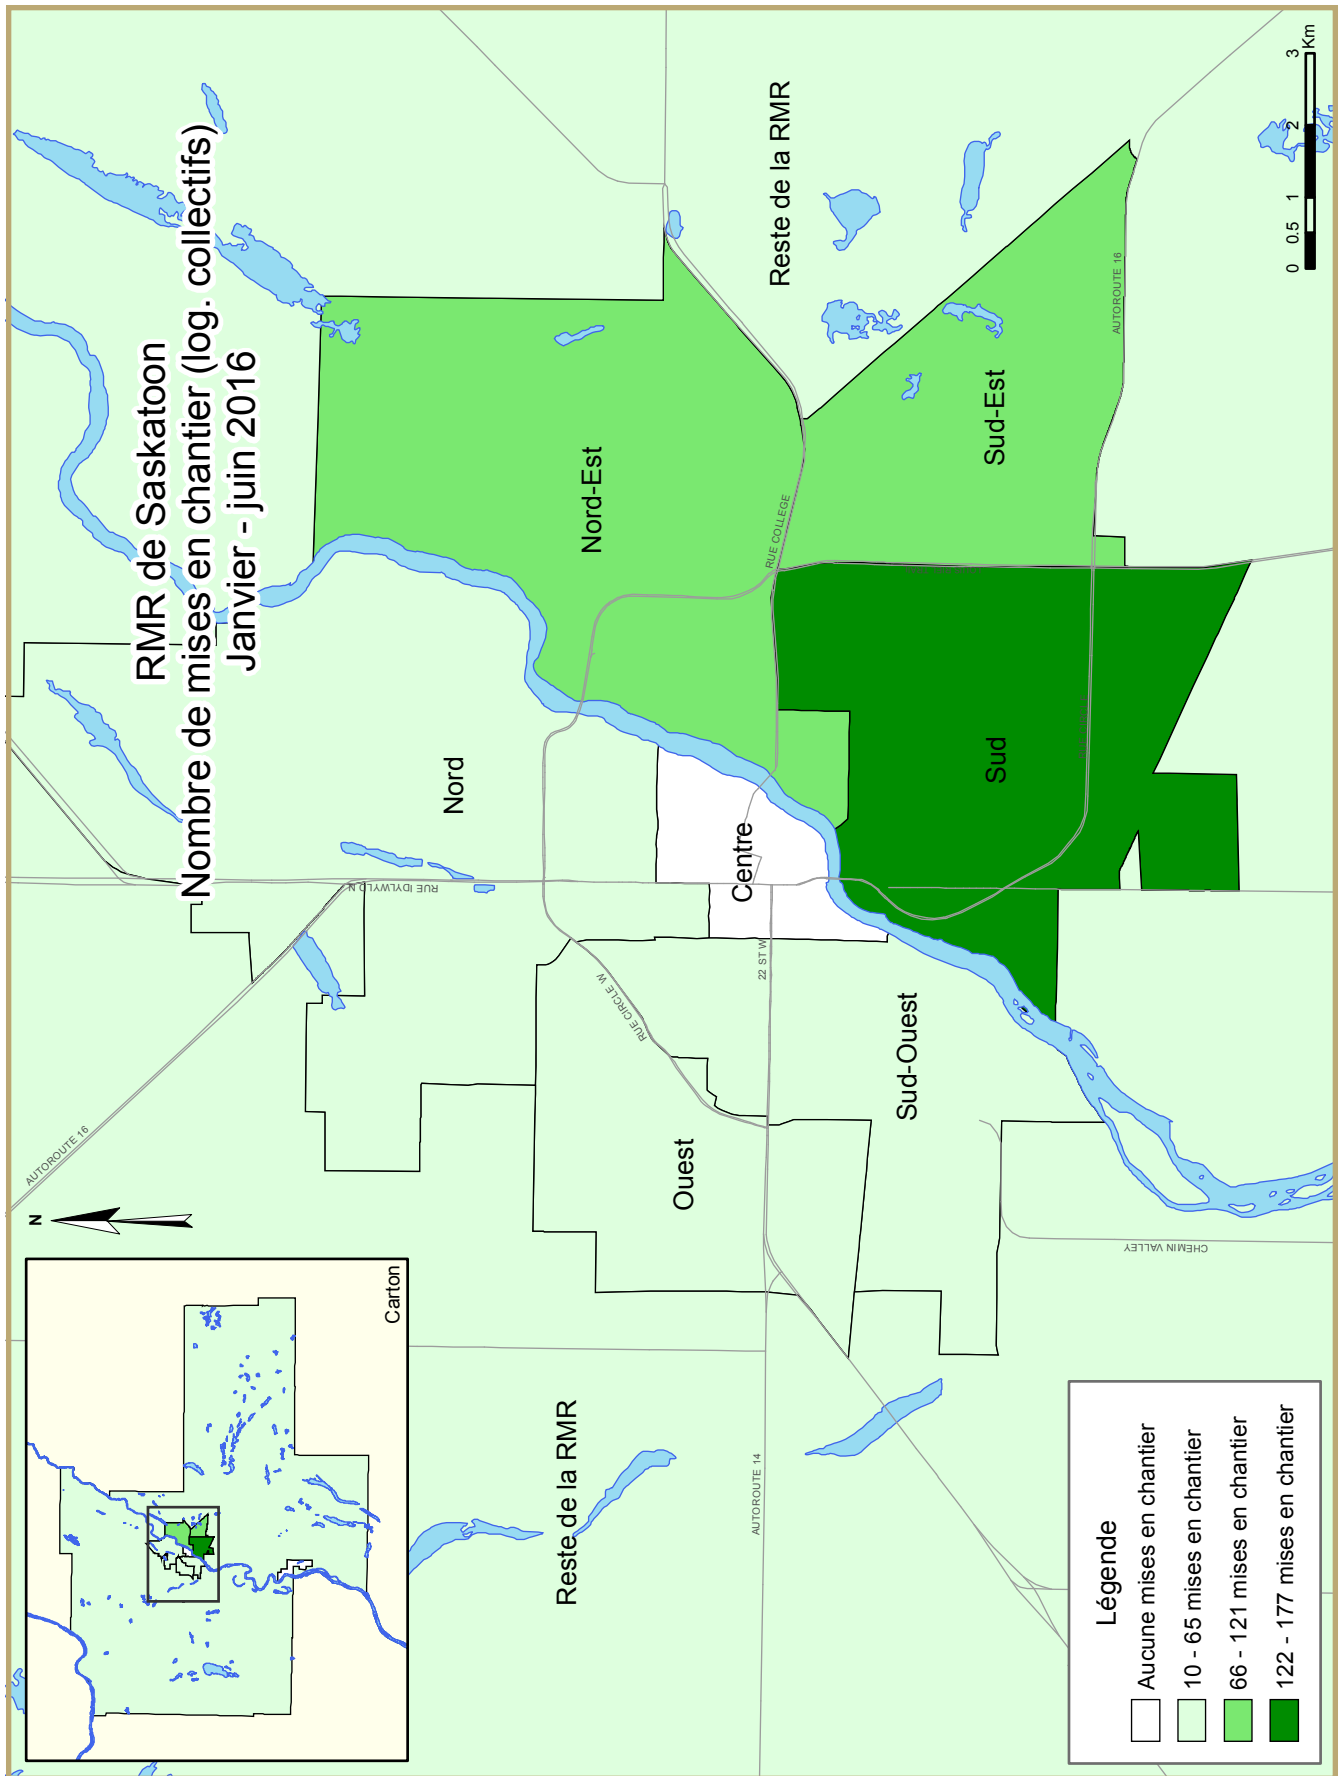 RMR de Saskatoon
Nombre de mises en chantier (log. collectifs)
Janvier - juin 2016
N
Carton
AUTOROUTE 16
RUE IDYLWYLD N
Nord
Nord-Est
RUE CIRCLE W
Reste de la RMR
Ouest
Centre
22 ST W
RUE COLLEGE
Reste de la RMR
AUTOROUTE 14
Sud-Ouest
Sud
Sud-Est
AUTOROUTE 16
CHEMIN VALLEY
Légende
Aucune mises en chantier
10 - 65 mises en chantier
66 - 121 mises en chantier
122 - 177 mises en chantier
0 0.5 1 2 3
Km